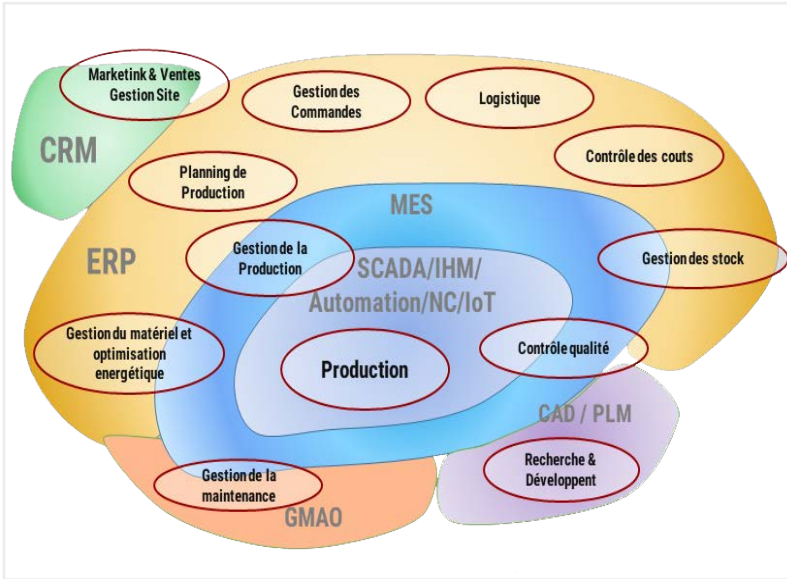 Marketink & Ventes
Gestion Site
CRM
Gestion des
Commandes
Logistique
Contrôle des couts
Planning de
Production
MES
ERP
Gestion de la
Production
SCADA/IHM/
Automation/NC/IoT
Gestion des stock
Gestion du matériel et
optimisation
energétique
Production
Contrôle qualité
CAD / PLM
Recherche &
Développent
Gestion de la
maintenance
GMAO